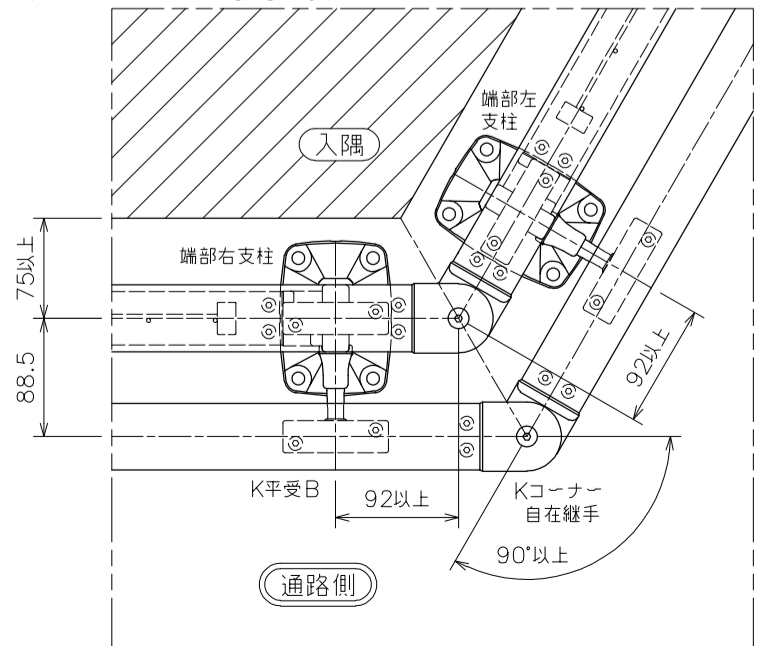 端部左
支柱
入隅
端部右支柱
75以上
88.5
92以上
K平受B
92以上
Kコーナー
自在継手
90°以上
通路側